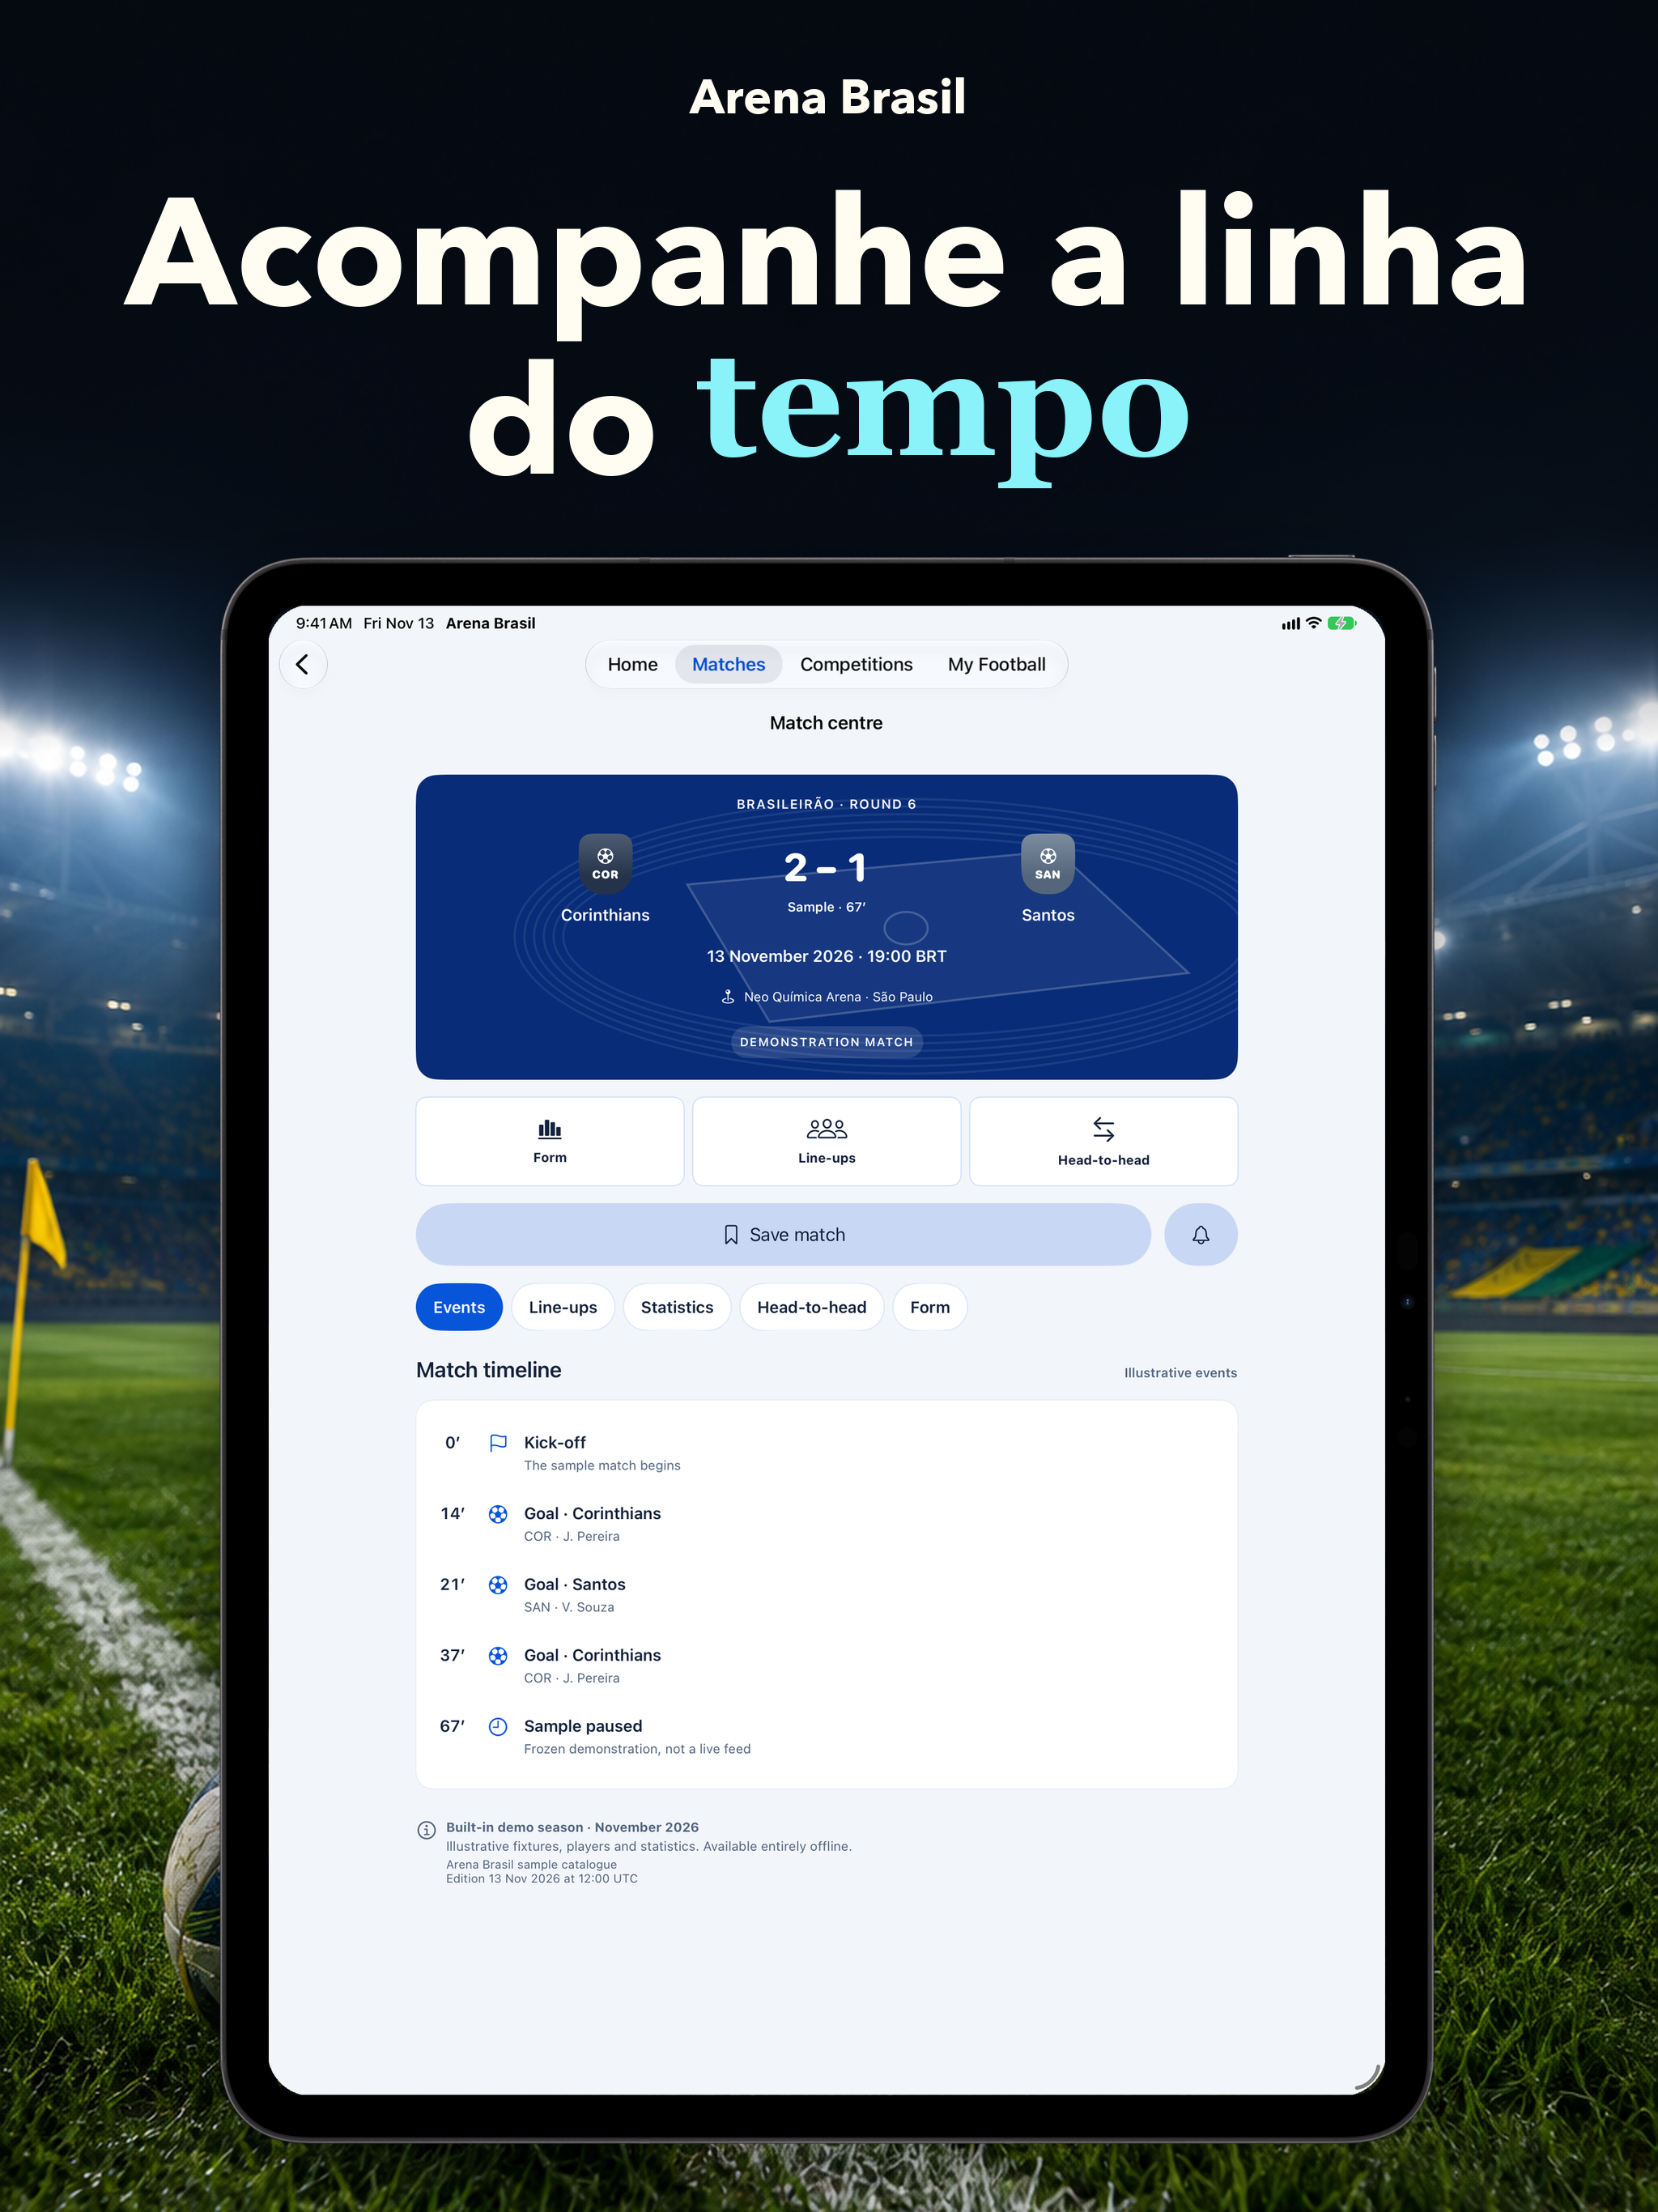 Arena Brasil
Acompanhe a linha
do tempo
9:41 AM Fri Nov 13 Arena Brasil
Home Matches Competitions My Football
Match centre
BRASILEIRÃO · ROUND 6
COR 2 – 1 SAN
Sample · 67’
Corinthians Santos
13 November 2026 · 19:00 BRT
Neo Química Arena · São Paulo
DEMONSTRATION MATCH
Form Line-ups Head-to-head
Save match
Events Line-ups Statistics Head-to-head Form
Match timeline Illustrative events
0’ Kick-off
The sample match begins
14’ Goal · Corinthians
COR · J. Pereira
21’ Goal · Santos
SAN · V. Souza
37’ Goal · Corinthians
COR · J. Pereira
67’ Sample paused
Frozen demonstration, not a live feed
Built-in demo season · November 2026
Illustrative fixtures, players and statistics. Available entirely offline.
Arena Brasil sample catalogue
Edition 13 Nov 2026 at 12:00 UTC